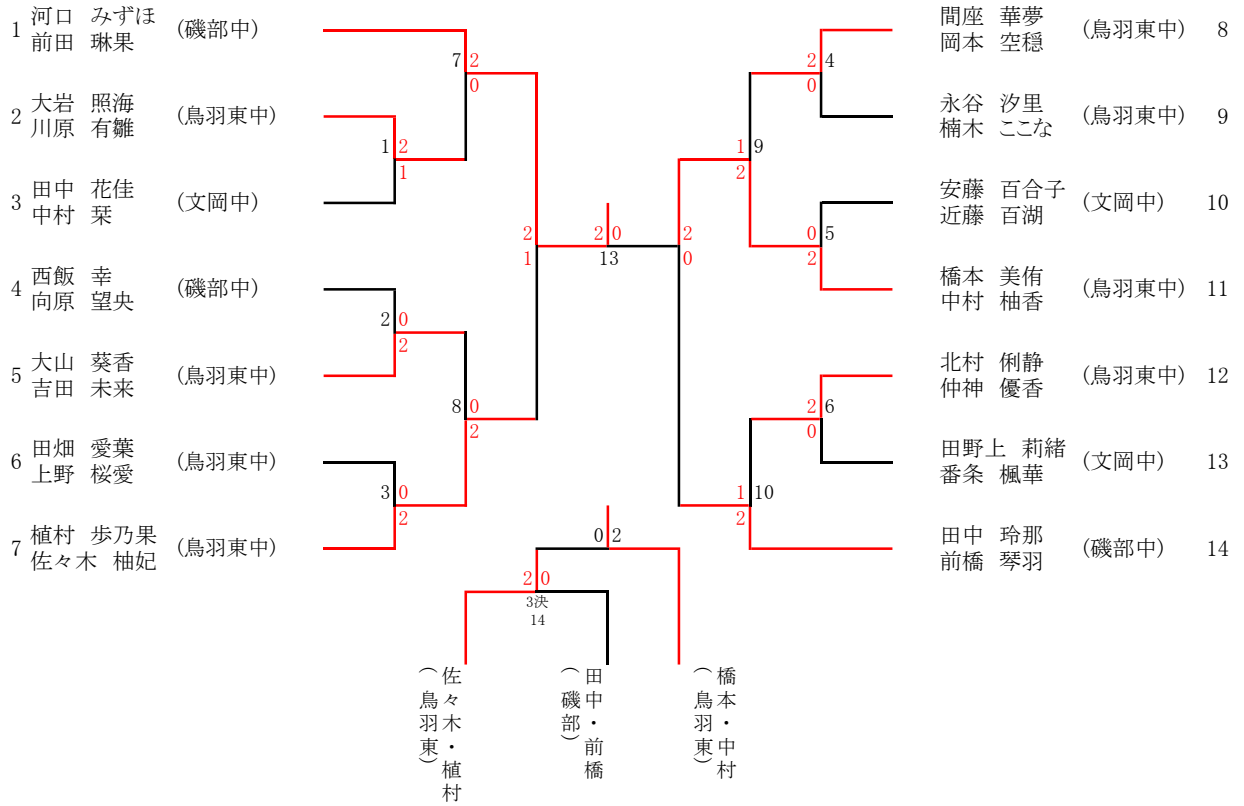 1 河口 みずほ
前田 琳果
(磯部中)
2 大岩 照海
川原 有雛
(鳥羽東中)
3 田中 花佳
中村 栞
(文岡中)
4 西飯 幸
向原 望央
(磯部中)
5 大山 葵香
吉田 未来
(鳥羽東中)
6 田畑 愛葉
上野 桜愛
(鳥羽東中)
7 植村 歩乃果
佐々木 柚妃
(鳥羽東中)
7 2
0
1 2
1
2 0
2
8 0
2
3 0
2
2
1
2 0
13
2
0
間座 華夢
岡本 空穏
(鳥羽東中) 8
永谷 汐里
楠木 ここな
(鳥羽東中) 9
安藤 百合子
近藤 百湖
(文岡中) 10
橋本 美侑
中村 柚香
(鳥羽東中) 11
北村 俐静
仲神 優香
(鳥羽東中) 12
田野上 莉緒
番条 楓華
(文岡中) 13
田中 玲那
前橋 琴羽
(磯部中) 14
2 4
0
1 9
2
0 5
2
2 6
0
1 10
2
0 2
2 0
3決
14
佐々木・植村
(鳥羽東)
田中・前橋
(磯部)
橋本・中村
(鳥羽東)